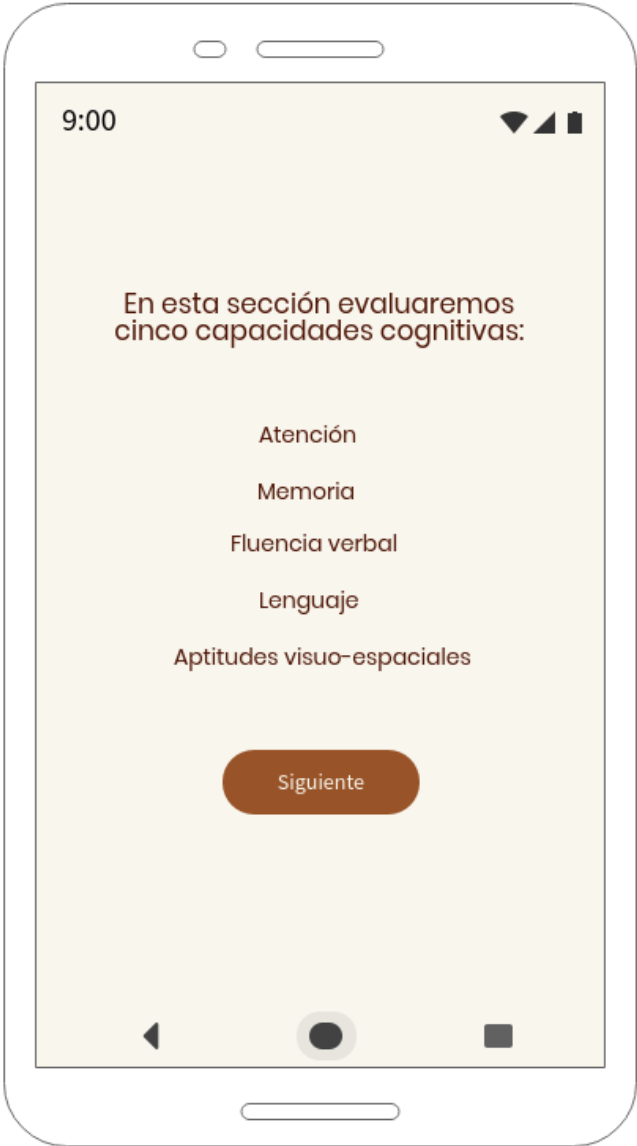 9:00
En esta sección evaluaremos
cinco capacidades cognitivas:
Atención
Memoria
Fluencia verbal
Lenguaje
Aptitudes visuo-espaciales
Siguiente